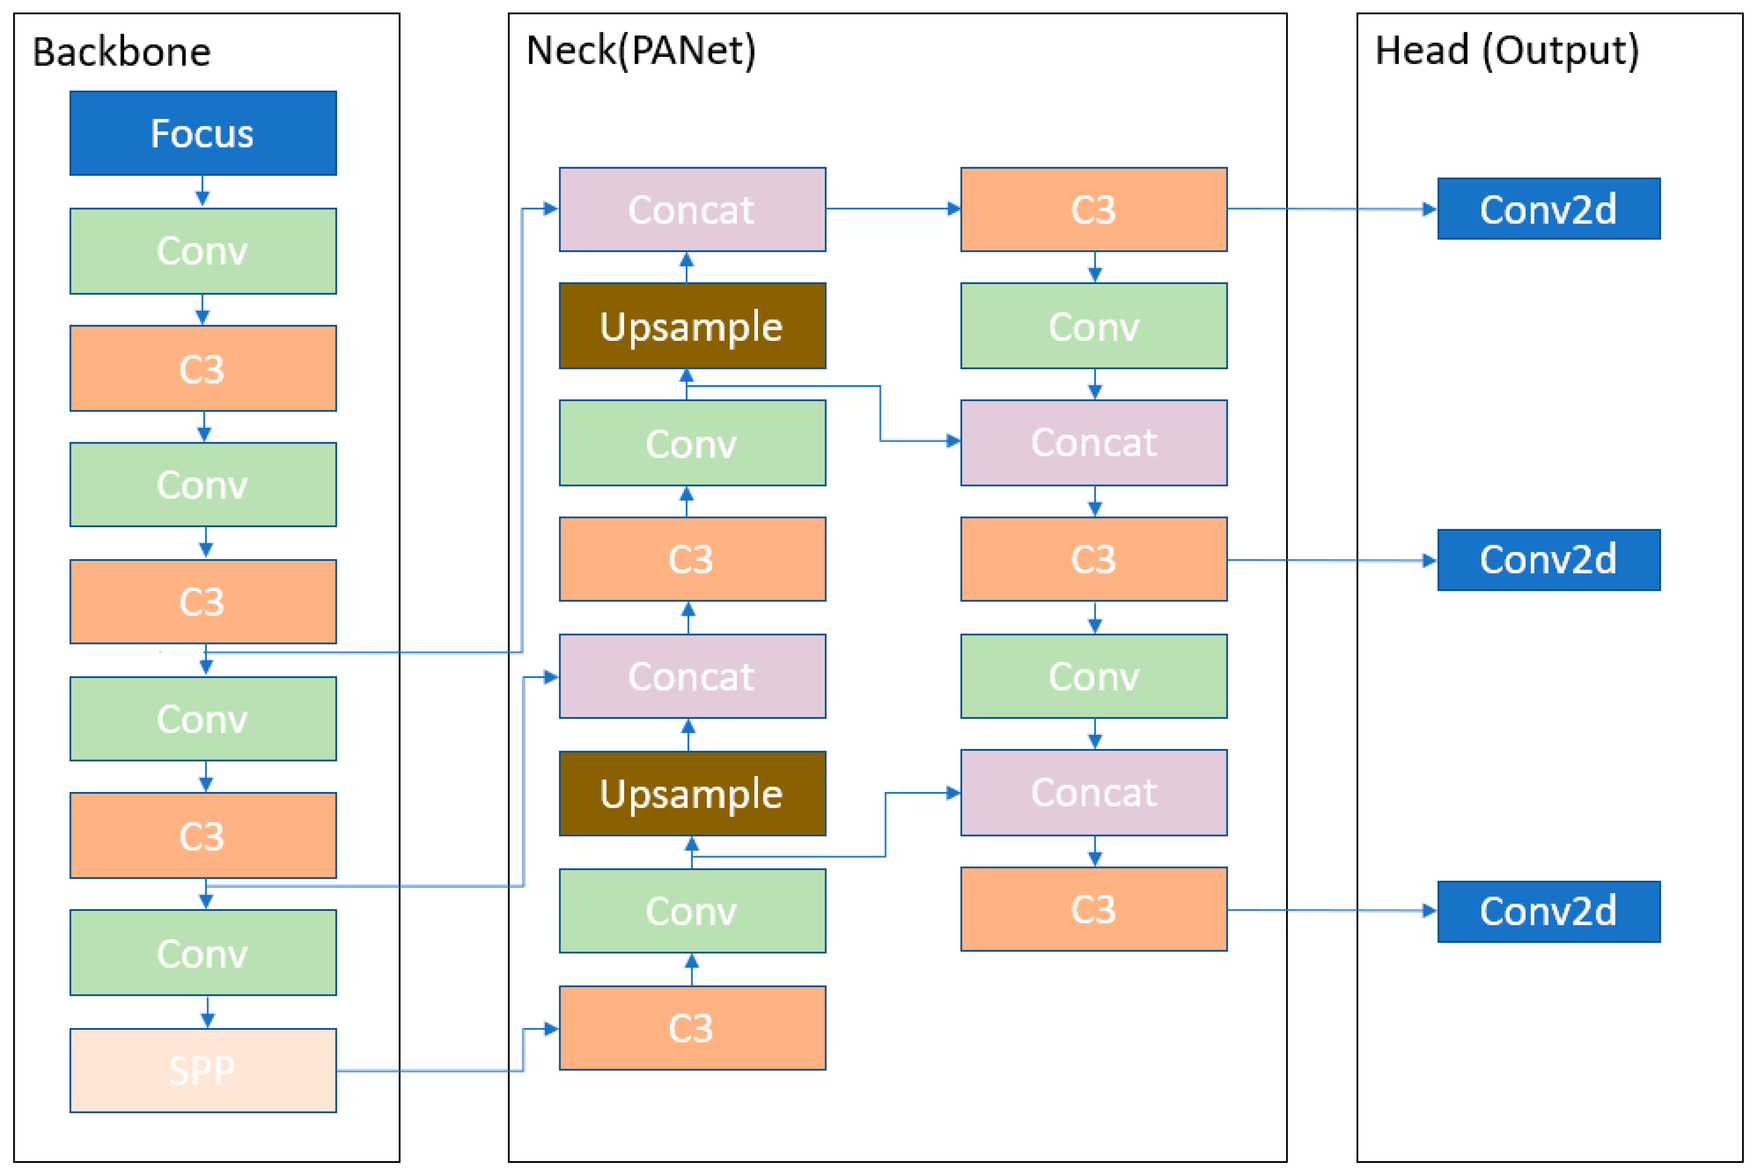 Backbone
Focus
Conv
C3
Conv
C3
Conv
C3
Conv
SPP
Neck(PANet)
Concat
Upsample
Conv
C3
Concat
Upsample
Conv
C3
C3
Conv
Concat
C3
Conv
Concat
C3
Head (Output)
Conv2d
Conv2d
Conv2d